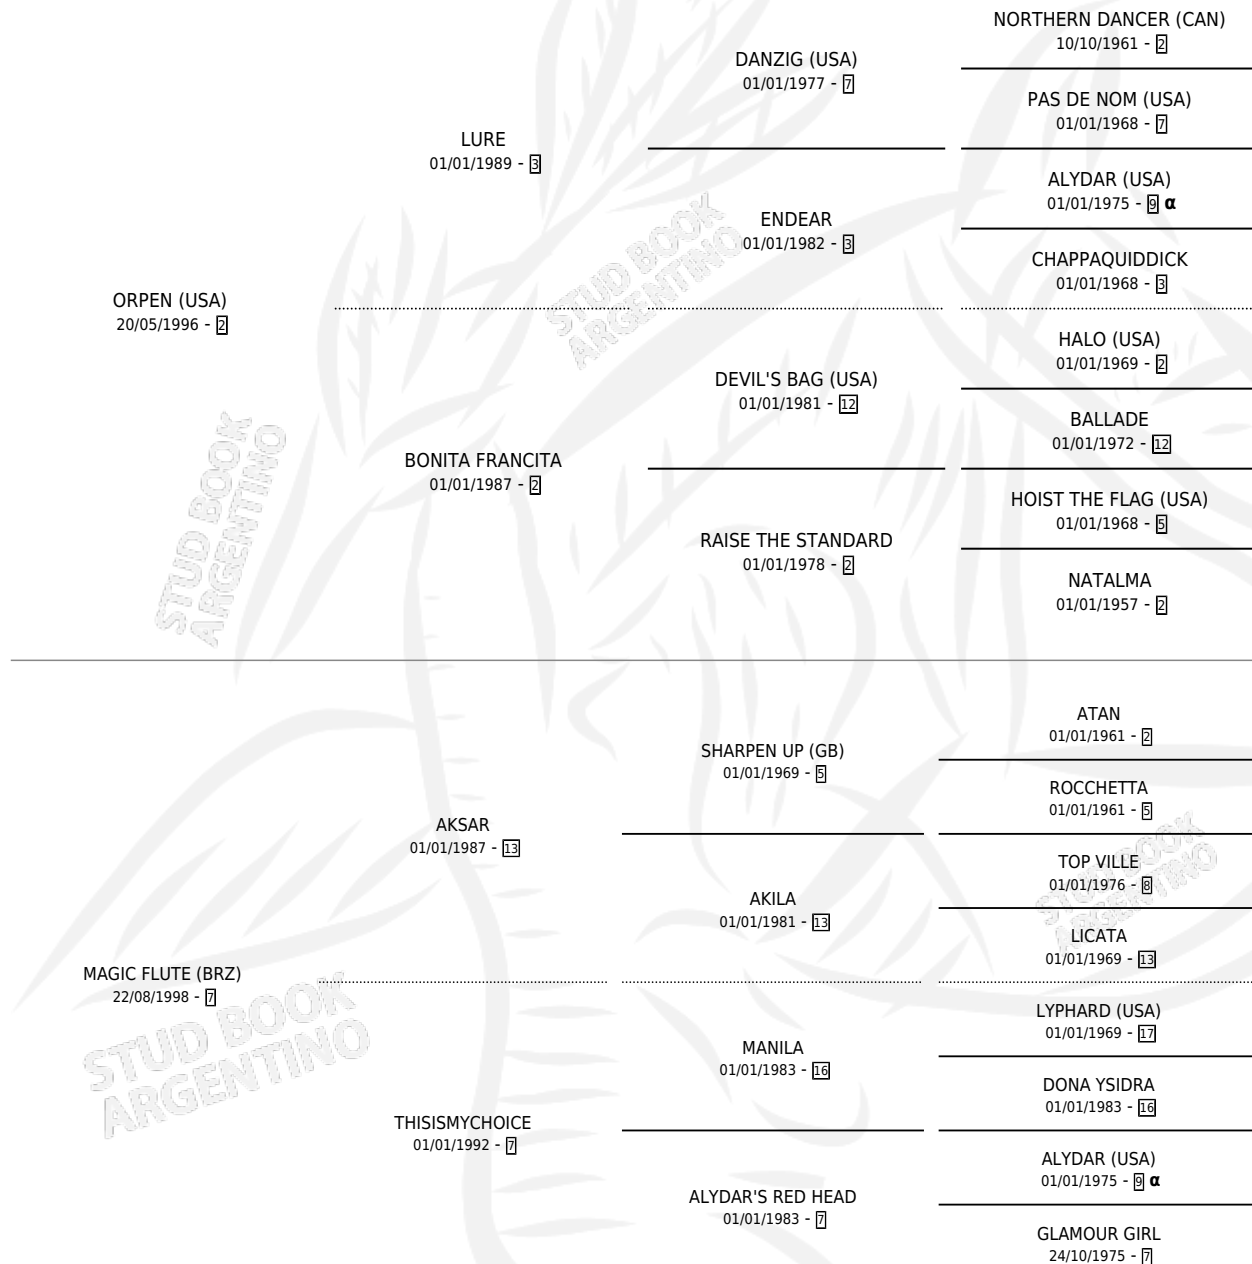 NORTHERN DANCER (CAN)
10/10/1961 - 2
DANZIG (USA)
01/01/1977 - 7
PAS DE NOM (USA)
01/01/1968 - 7
LURE
01/01/1989 - 3
ALYDAR (USA)
01/01/1975 - 9 α
ENDEAR
01/01/1982 - 3
CHAPPAQUIDDICK
01/01/1968 - 3
ORPEN (USA)
20/05/1996 - 2
HALO (USA)
01/01/1969 - 2
DEVIL'S BAG (USA)
01/01/1981 - 12
BALLADE
01/01/1972 - 12
BONITA FRANCITA
01/01/1987 - 2
HOIST THE FLAG (USA)
01/01/1968 - 5
RAISE THE STANDARD
01/01/1978 - 2
NATALMA
01/01/1957 - 2
ATAN
01/01/1961 - 2
SHARPEN UP (GB)
01/01/1969 - 5
ROCCHETTA
01/01/1961 - 5
AKSAR
01/01/1987 - 13
TOP VILLE
01/01/1976 - 8
AKILA
01/01/1981 - 13
LICATA
01/01/1969 - 13
MAGIC FLUTE (BRZ)
22/08/1998 - 7
LYPHARD (USA)
01/01/1969 - 17
MANILA
01/01/1983 - 16
DONA YSIDRA
01/01/1983 - 16
THISISMYCHOICE
01/01/1992 - 7
ALYDAR (USA)
01/01/1975 - 9 α
ALYDAR'S RED HEAD
01/01/1983 - 7
GLAMOUR GIRL
24/10/1975 - 7
STUD BOOK
ARGENTINO
STUD BOOK
ARGENTINO
STUD BOOK
ARGENTINO
STUD BOOK
ARGENTINO